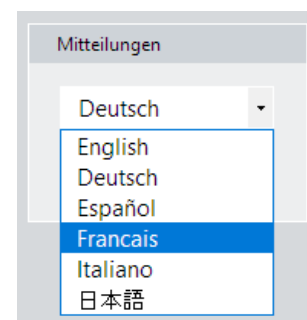 Mitteilungen
Deutsch
English
Deutsch
Español
Francais
Italiano
日本語